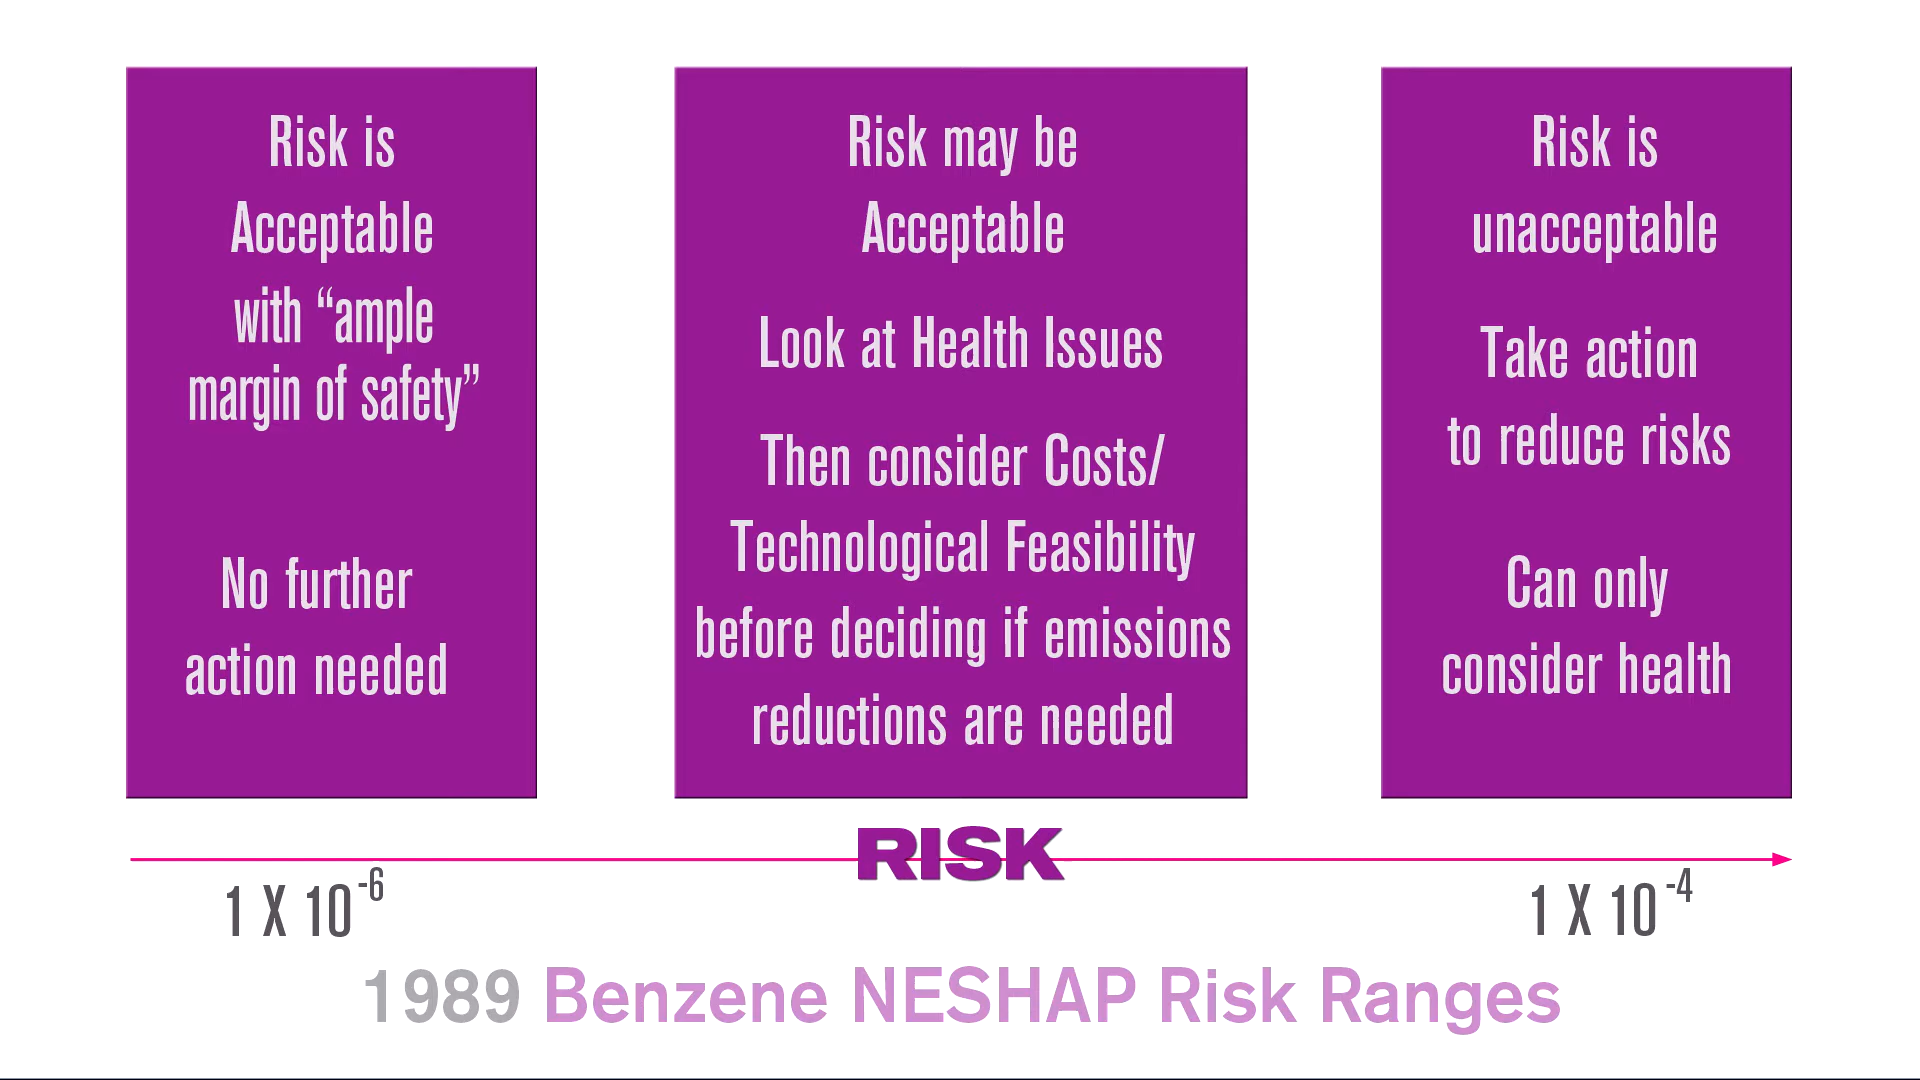 Risk is
Acceptable
with “ample
margin of safety”
No further
action needed
Risk may be
Acceptable
Look at Health Issues
Then consider Costs/
Technological Feasibility
before deciding if emissions
reductions are needed
Risk is
unacceptable
Take action
to reduce risks
Can only
consider health
RISK
1 X 10⁻⁶
1 X 10⁻⁴
1989 Benzene NESHAP Risk Ranges